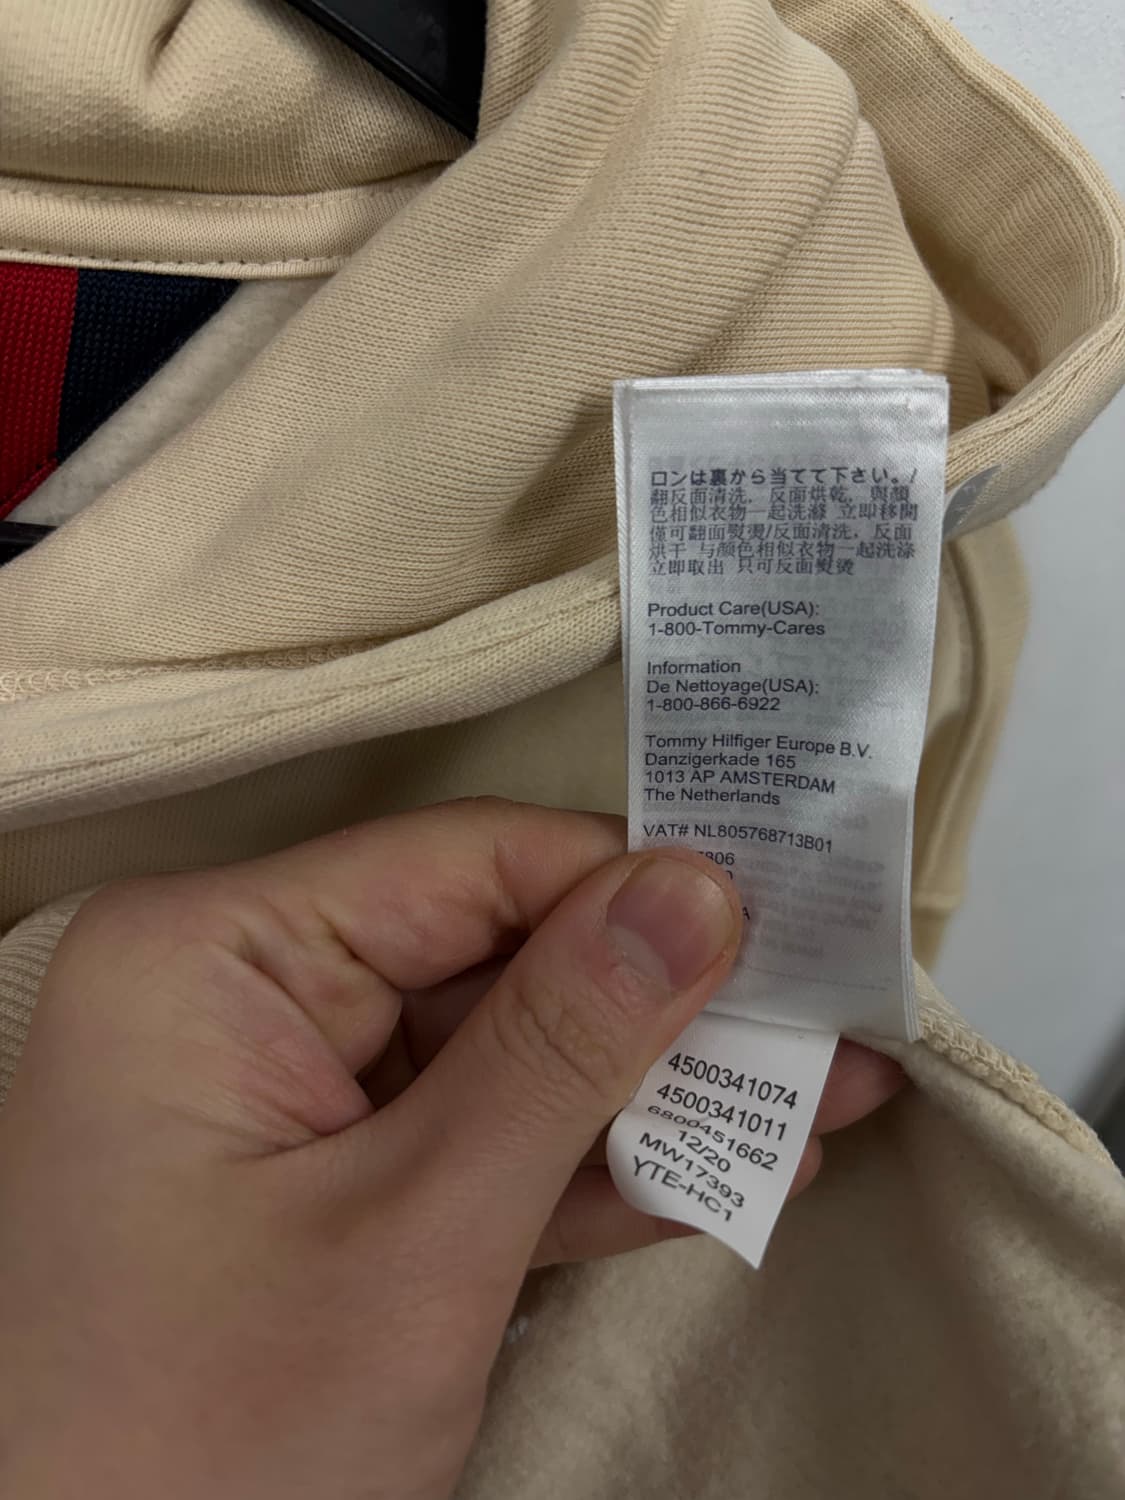 ロンは裏から当てて下さい。/
翻反面清洗, 反面烘乾, 與顏
色相似衣物一起洗滌 立即移開
僅可翻面熨燙/反面清洗, 反面
烘干 与颜色相似衣物一起洗涤
立即取出 只可反面熨烫
Product Care(USA):
1-800-Tommy-Cares
Information
De Nettoyage(USA):
1-800-866-6922
Tommy Hilfiger Europe B.V.
Danzigerkade 165
1013 AP AMSTERDAM
The Netherlands
VAT# NL805768713B01
4500341074
4500341011
6800451662
12/20
MW17393
YTE-HC1